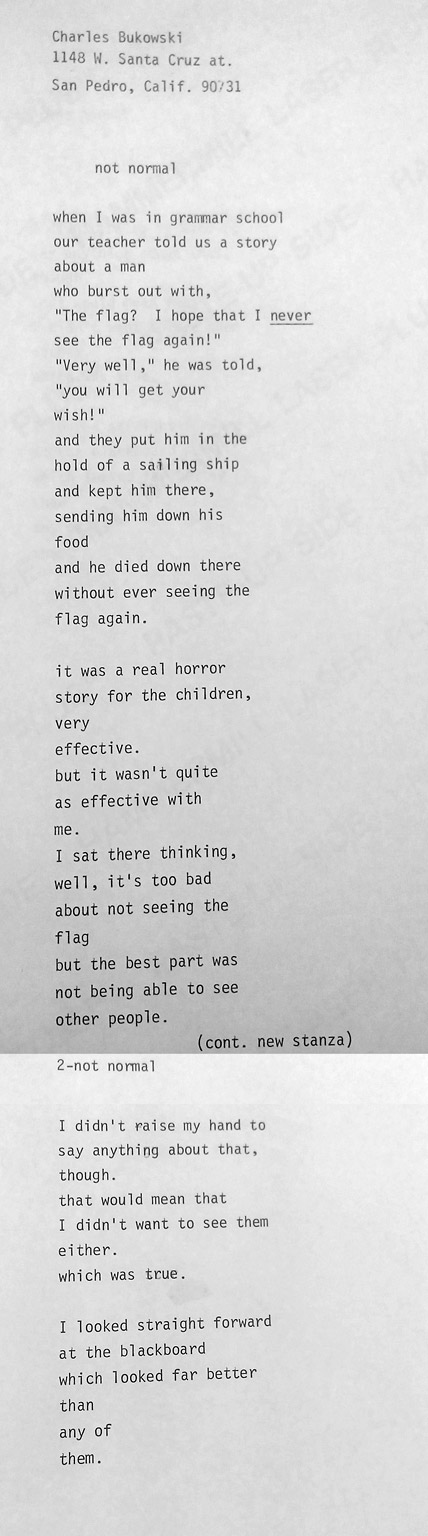 Charles Bukowski
1148 W. Santa Cruz at.
San Pedro, Calif. 90731
not normal
when I was in grammar school
our teacher told us a story
about a man
who burst out with,
"The flag?  I hope that I never
see the flag again!"
"Very well," he was told,
"you will get your
wish!"
and they put him in the
hold of a sailing ship
and kept him there,
sending him down his
food
and he died down there
without ever seeing the
flag again.
it was a real horror
story for the children,
very
effective.
but it wasn't quite
as effective with
me.
I sat there thinking,
well, it's too bad
about not seeing the
flag
but the best part was
not being able to see
other people.
(cont. new stanza)
2-not normal
I didn't raise my hand to
say anything about that,
though.
that would mean that
I didn't want to see them
either.
which was true.
I looked straight forward
at the blackboard
which looked far better
than
any of
them.